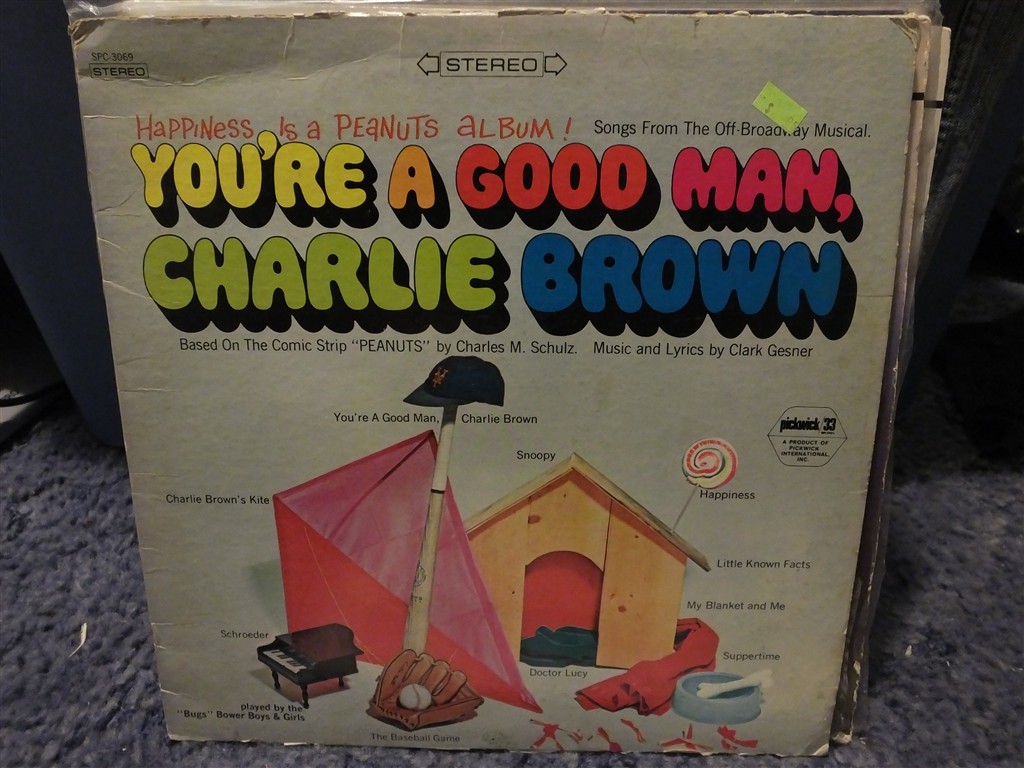 SPC 3069
STEREO
STEREO
HAPPINESS IS A PEANUTS ALBUM! Songs From The Off-Broadway Musical.
YOU'RE A GOOD MAN,
CHARLIE BROWN
Based On The Comic Strip "PEANUTS" by Charles M. Schulz. Music and Lyrics by Clark Gesner
You're A Good Man, Charlie Brown
pickwick/33
A PRODUCT OF
PICKWICK
INTERNATIONAL,
INC.
Snoopy
Charlie Brown's Kite
Happiness
Little Known Facts
My Blanket and Me
Schroeder
Suppertime
Doctor Lucy
played by the
"Bugs" Bower Boys & Girls
The Baseball Game